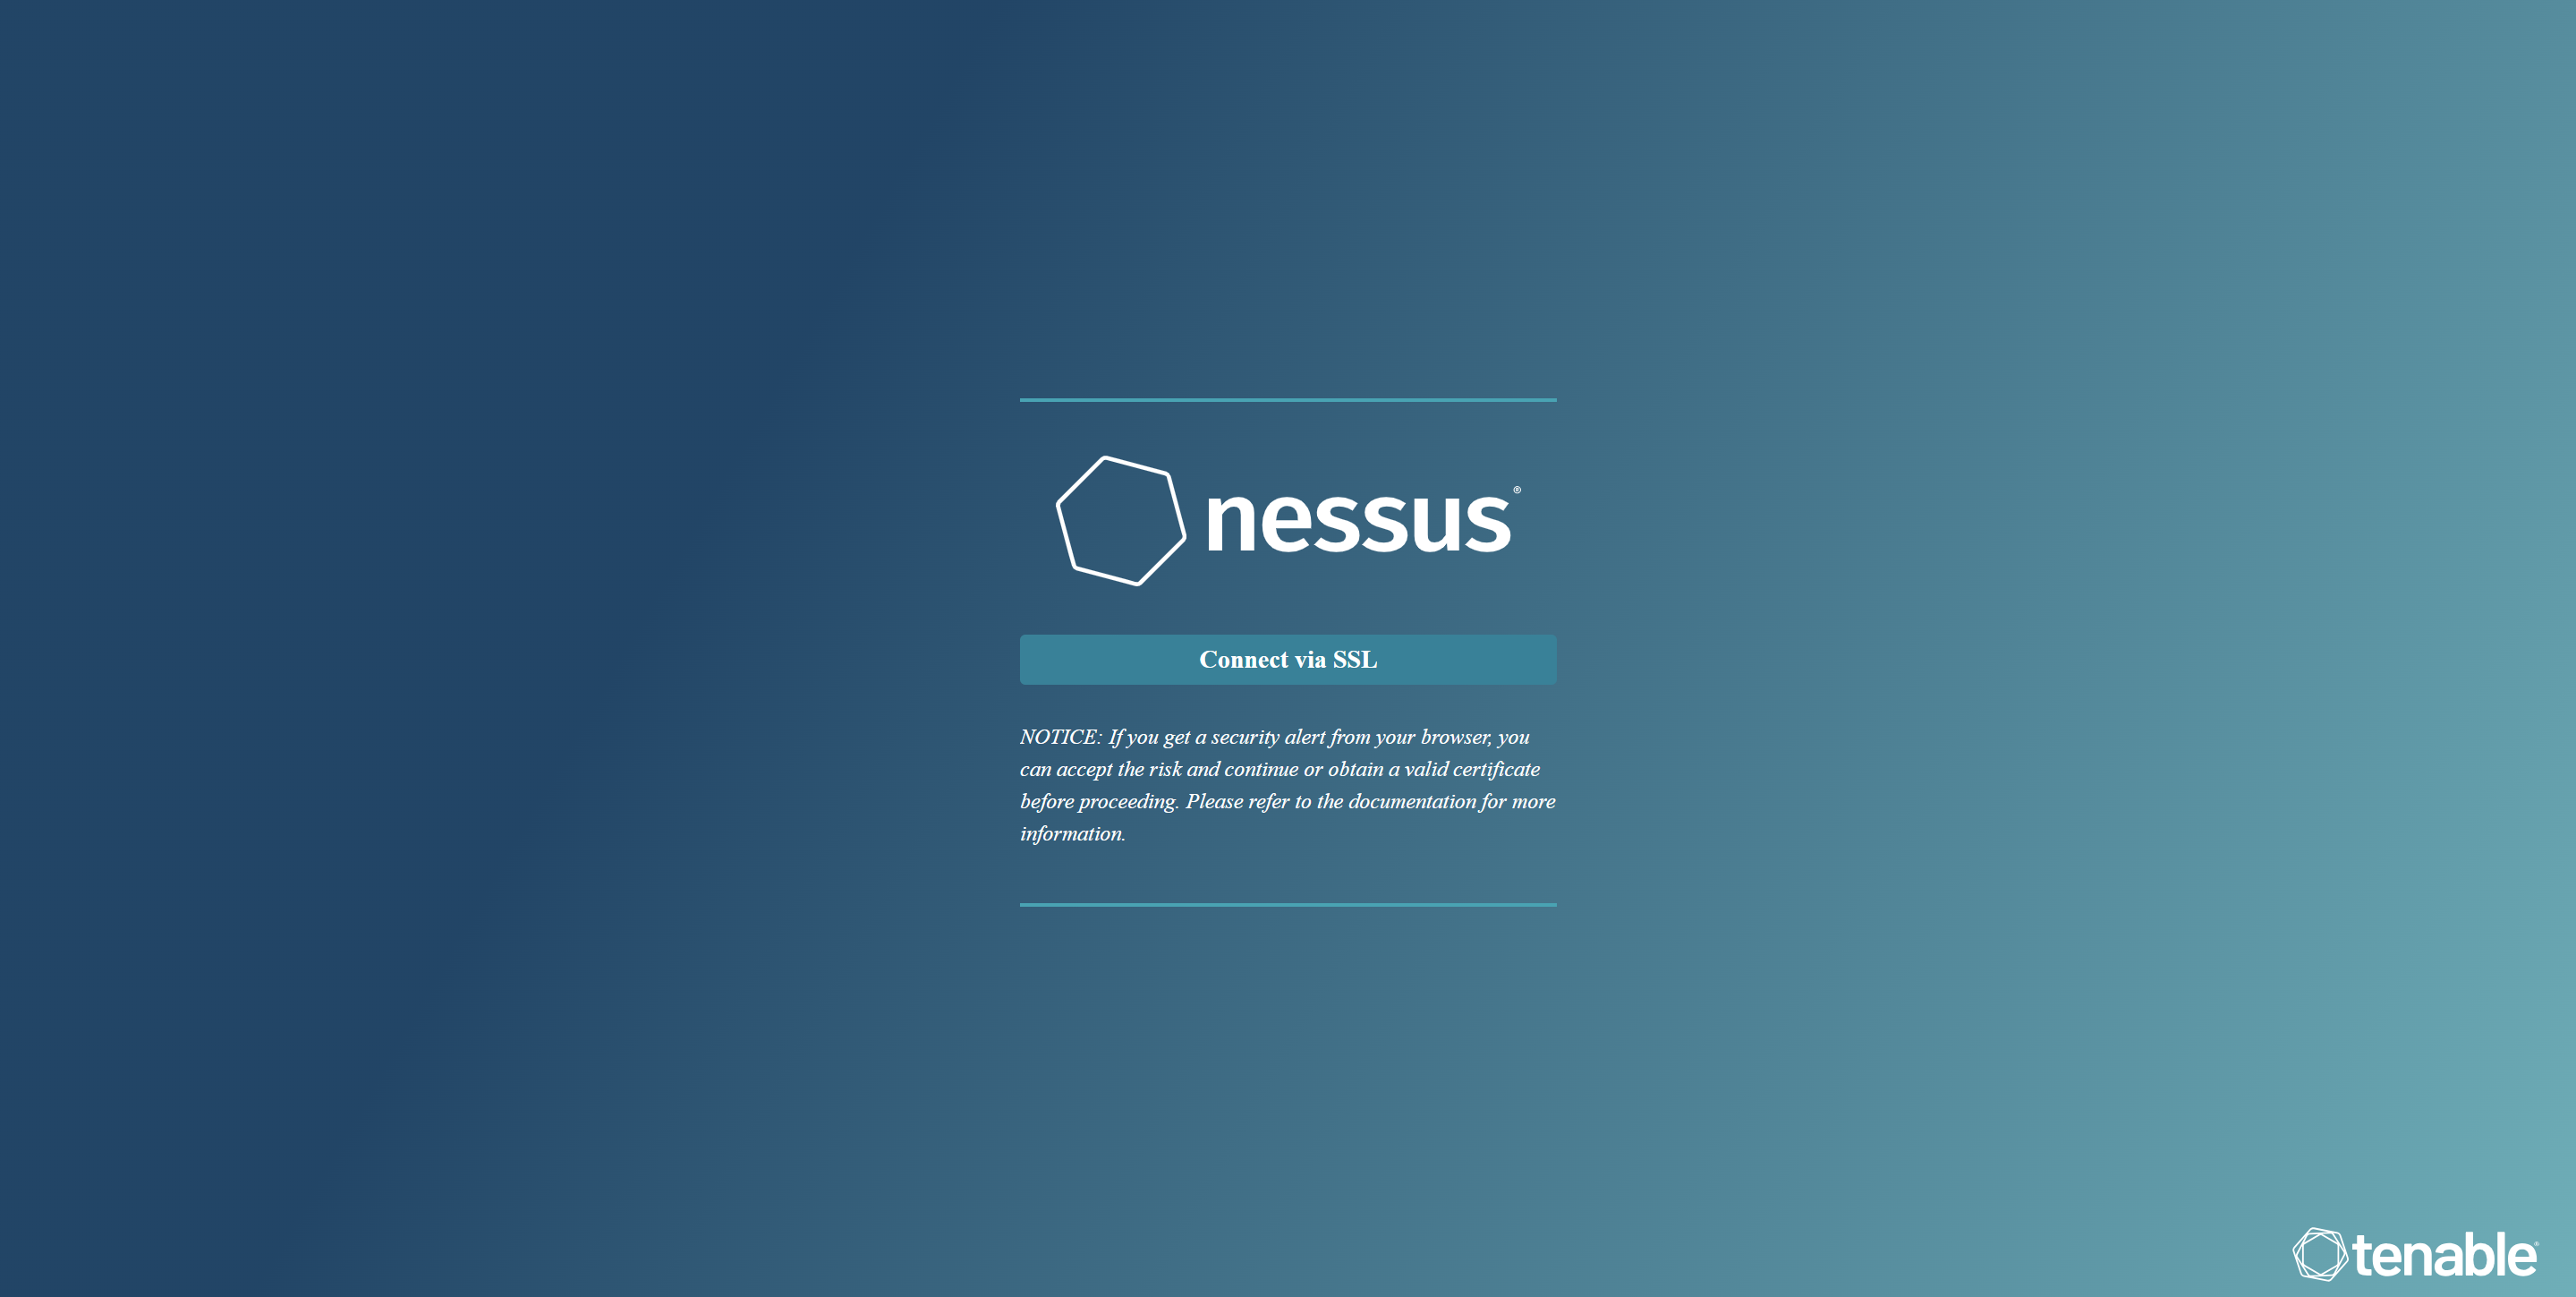 nessus®
Connect via SSL
NOTICE: If you get a security alert from your browser, you
can accept the risk and continue or obtain a valid certificate
before proceeding. Please refer to the documentation for more
information.
tenable®